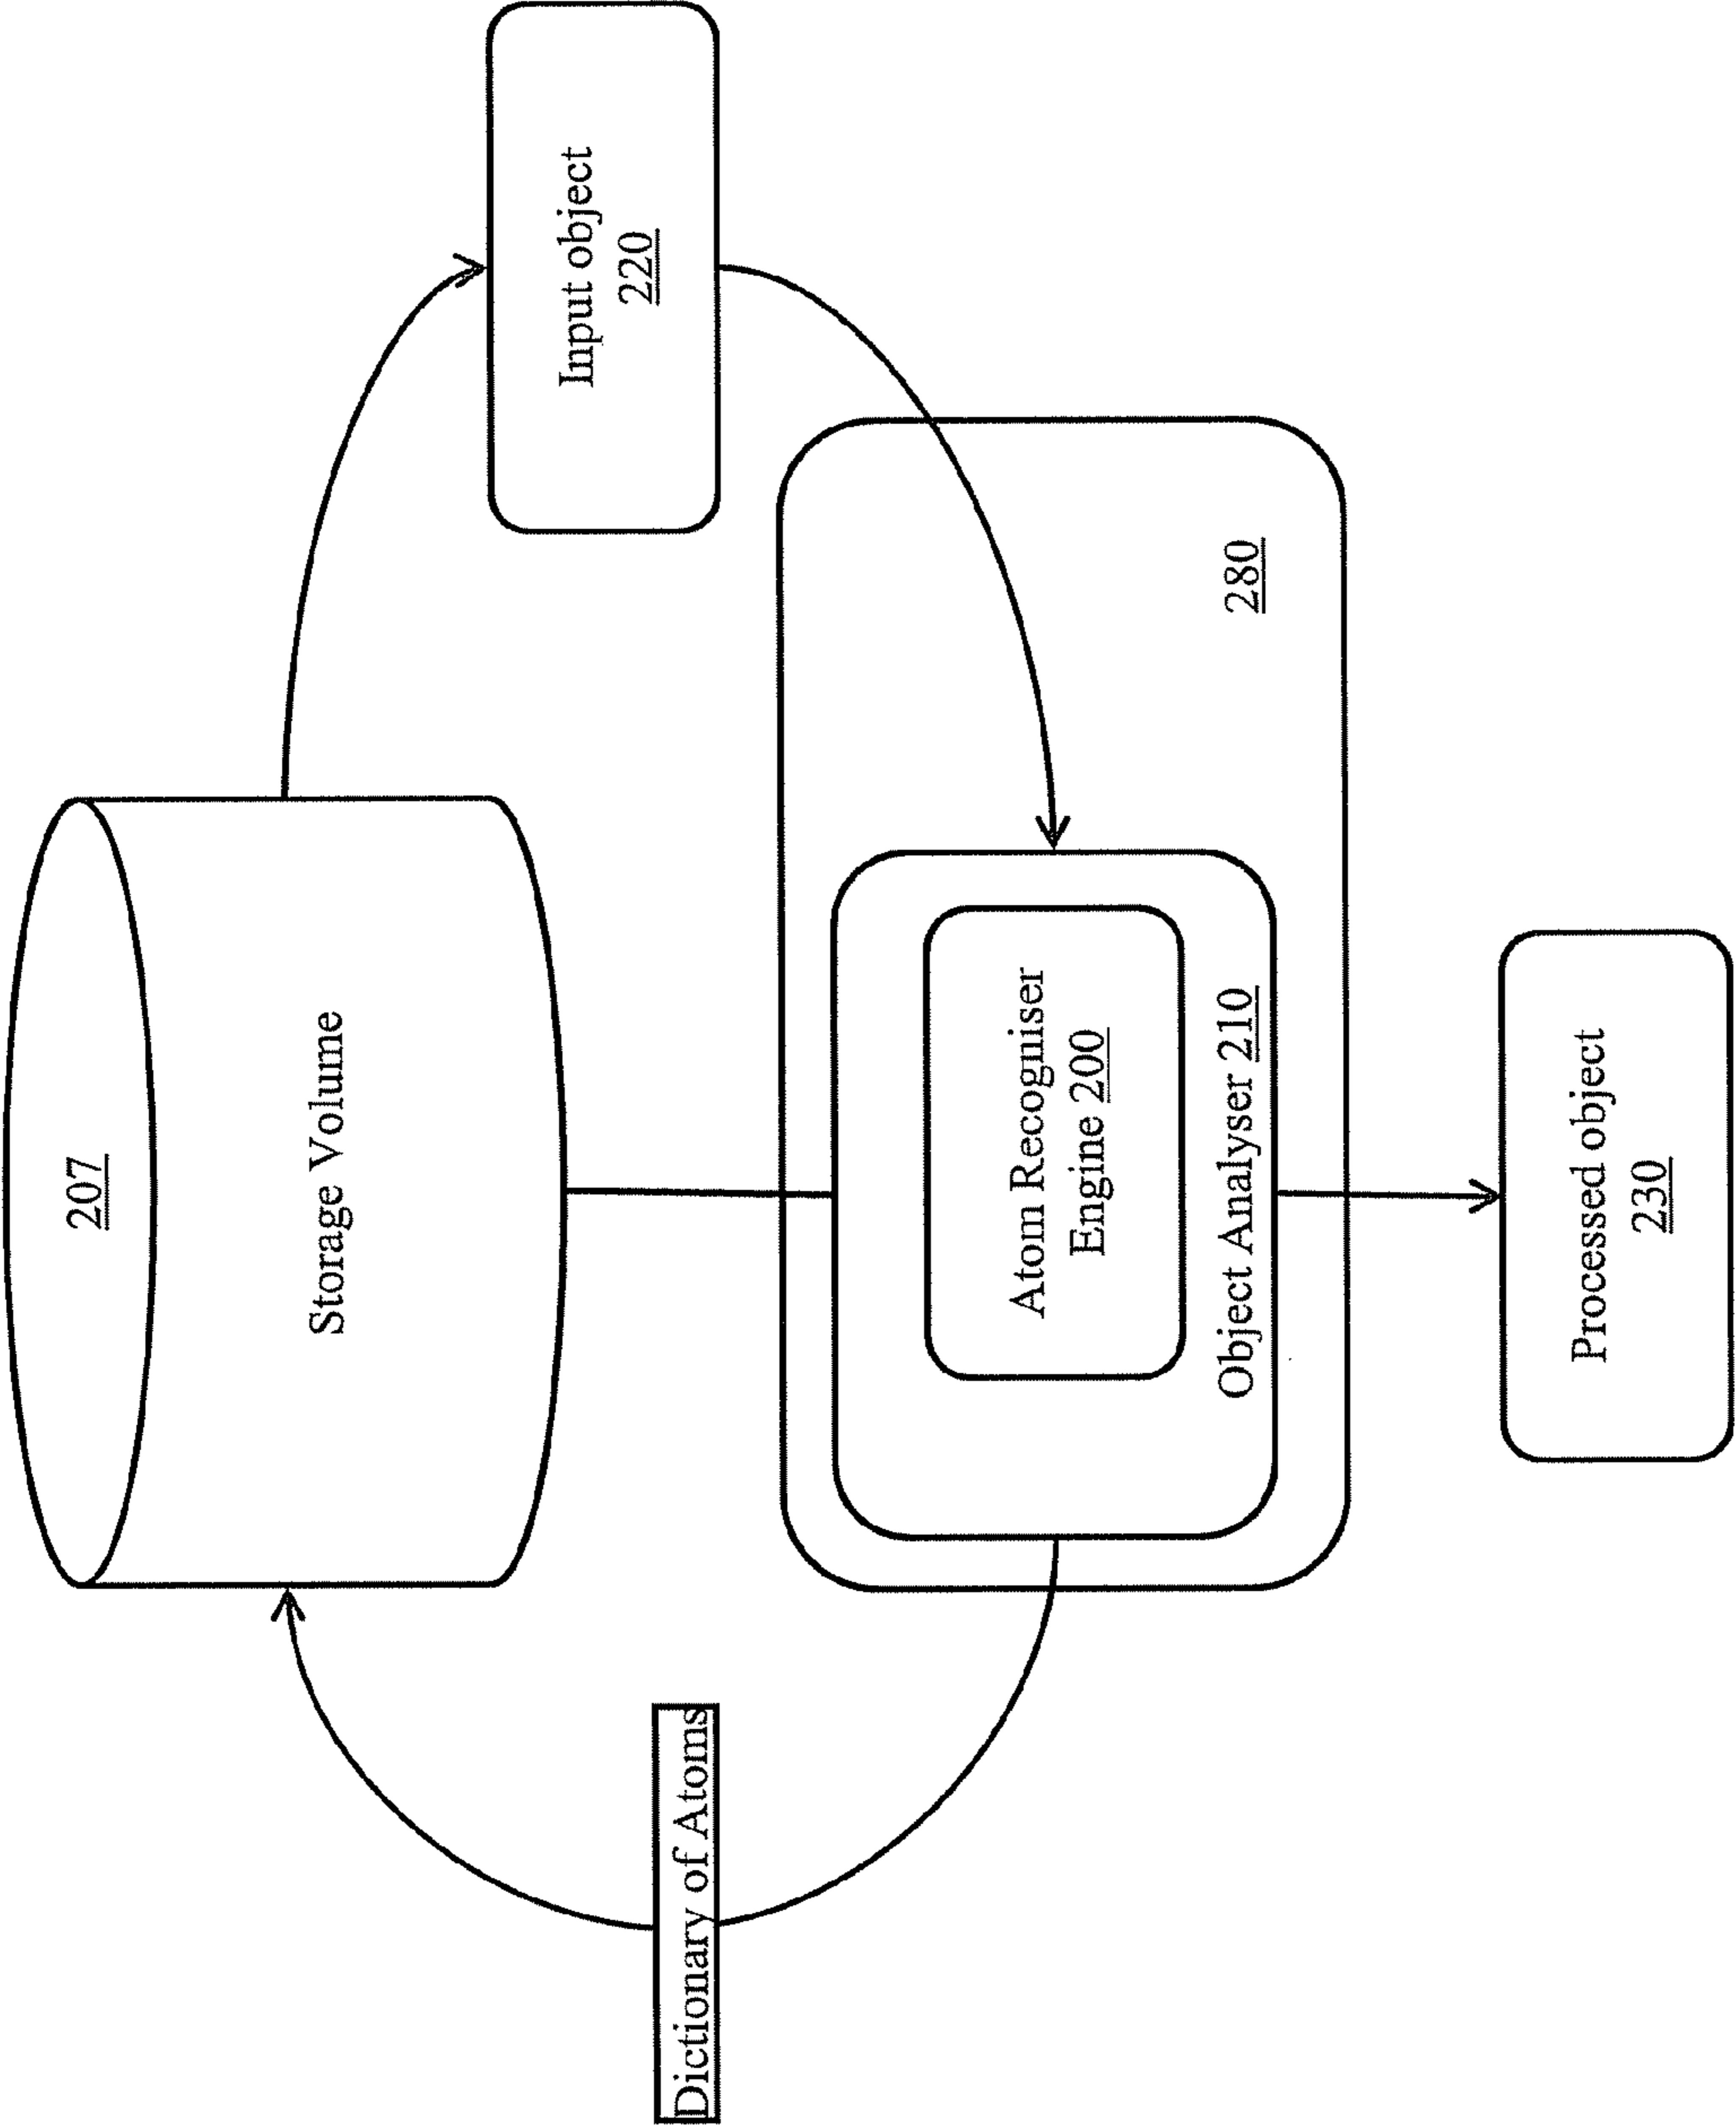 207
Storage Volume
Input object
220
Dictionary of Atoms
280
Atom Recogniser
Engine 200
Object Analyser 210
Processed object
230